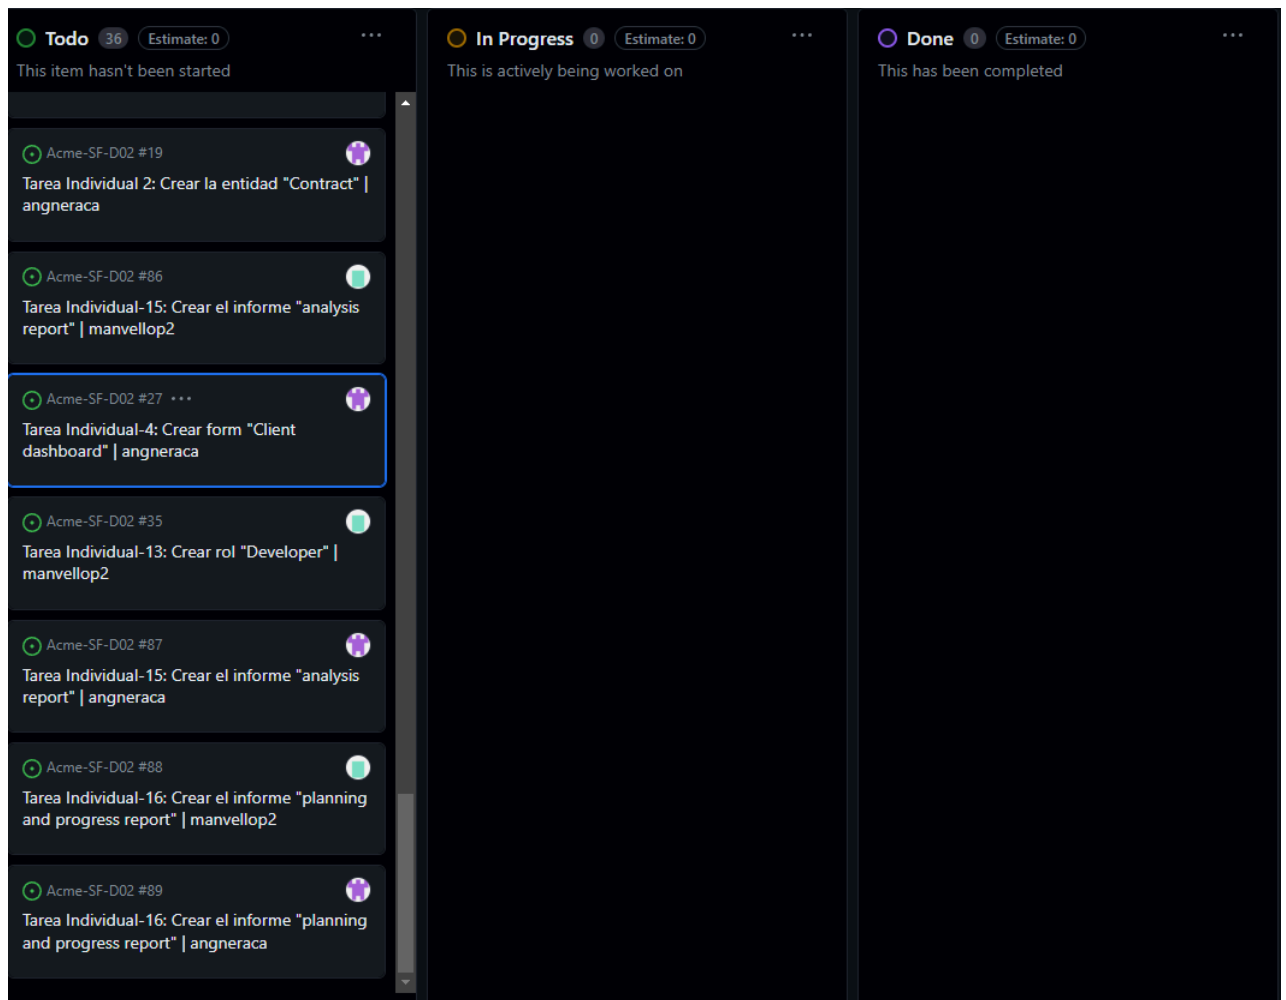 Todo 36 Estimate: 0
This item hasn't been started
Acme-SF-D02 #19
Tarea Individual 2: Crear la entidad "Contract" |
angneraca
Acme-SF-D02 #86
Tarea Individual-15: Crear el informe "analysis
report" | manvellop2
Acme-SF-D02 #27
Tarea Individual-4: Crear form "Client
dashboard" | angneraca
Acme-SF-D02 #35
Tarea Individual-13: Crear rol "Developer" |
manvellop2
Acme-SF-D02 #87
Tarea Individual-15: Crear el informe "analysis
report" | angneraca
Acme-SF-D02 #88
Tarea Individual-16: Crear el informe "planning
and progress report" | manvellop2
Acme-SF-D02 #89
Tarea Individual-16: Crear el informe "planning
and progress report" | angneraca
In Progress 0 Estimate: 0
This is actively being worked on
Done 0 Estimate: 0
This has been completed